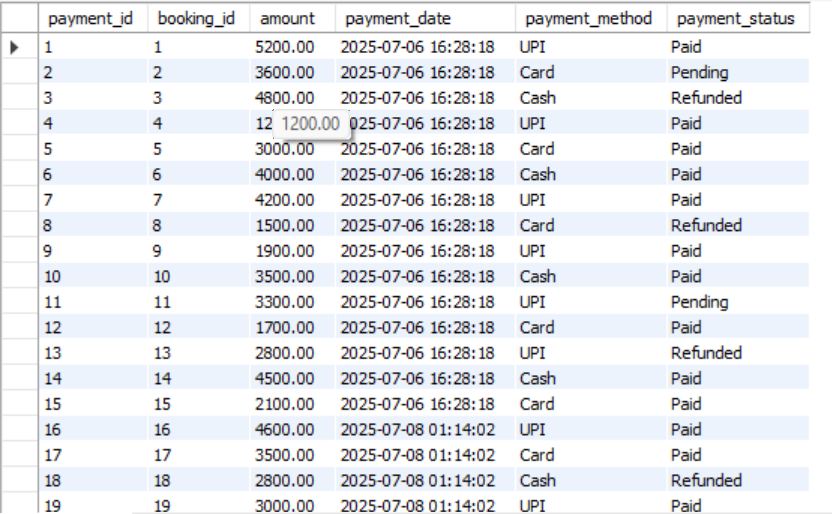 payment_id booking_id amount payment_date payment_method payment_status
1 1 5200.00 2025-07-06 16:28:18 UPI Paid
2 2 3600.00 2025-07-06 16:28:18 Card Pending
3 3 4800.00 2025-07-06 16:28:18 Cash Refunded
4 4 12 1200.00 025-07-06 16:28:18 UPI Paid
5 5 3000.00 2025-07-06 16:28:18 Card Paid
6 6 4000.00 2025-07-06 16:28:18 Cash Paid
7 7 4200.00 2025-07-06 16:28:18 UPI Paid
8 8 1500.00 2025-07-06 16:28:18 Card Refunded
9 9 1900.00 2025-07-06 16:28:18 UPI Paid
10 10 3500.00 2025-07-06 16:28:18 Cash Paid
11 11 3300.00 2025-07-06 16:28:18 UPI Pending
12 12 1700.00 2025-07-06 16:28:18 Card Paid
13 13 2800.00 2025-07-06 16:28:18 UPI Refunded
14 14 4500.00 2025-07-06 16:28:18 Cash Paid
15 15 2100.00 2025-07-06 16:28:18 Card Paid
16 16 4600.00 2025-07-08 01:14:02 UPI Paid
17 17 3500.00 2025-07-08 01:14:02 Card Paid
18 18 2800.00 2025-07-08 01:14:02 Cash Refunded
19 19 3000.00 2025-07-08 01:14:02 UPI Paid